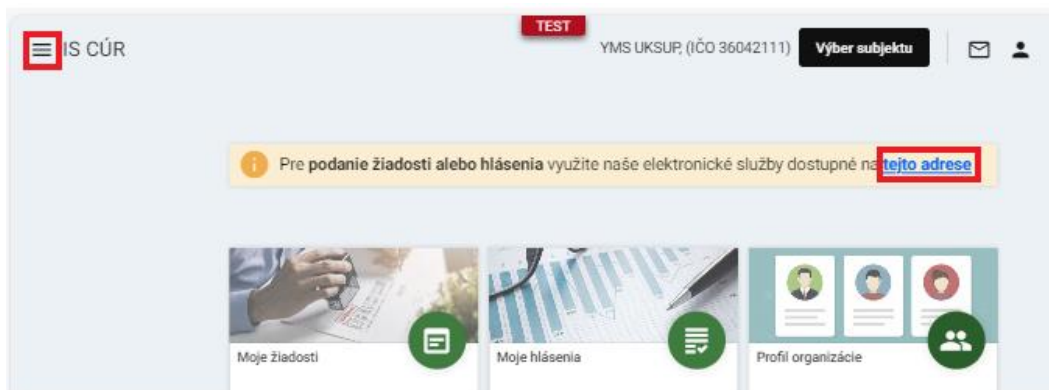 TEST
IS CÚR
YMS UKSUP, (IČO 36042111) Výber subjektu
Pre podanie žiadosti alebo hlásenia využite naše elektronické služby dostupné na tejto adrese
Moje žiadosti
Moje hlásenia
Profil organizácie